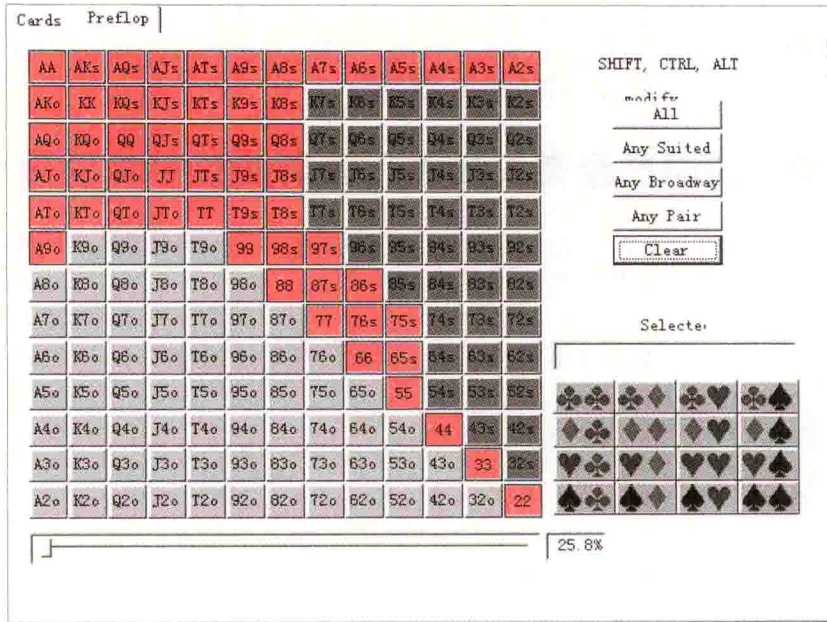 Cards Preflop
AA AKs AQs AJs ATs A9s A8s A7s A6s A5s A4s A3s A2s
AKo KK KQs KJs KTs K9s K8s K7s K6s K5s K4s K3s K2s
AQo KQo QQ QJs QTs Q9s Q8s Q7s Q6s Q5s Q4s Q3s Q2s
AJo KJo QJo JJ JTs J9s J8s J7s J6s J5s J4s J3s J2s
ATo KTo QTo JTo TT T9s T8s T7s T6s T5s T4s T3s T2s
A9o K9o Q9o J9o T9o 99 98s 97s 96s 95s 94s 93s 92s
A8o K8o Q8o J8o T8o 98o 88 87s 86s 85s 84s 83s 82s
A7o K7o Q7o J7o T7o 97o 87o 77 76s 75s 74s 73s 72s
A6o K6o Q6o J6o T6o 96o 86o 76o 66 65s 64s 63s 62s
A5o K5o Q5o J5o T5o 95o 85o 75o 65o 55 54s 53s 52s
A4o K4o Q4o J4o T4o 94o 84o 74o 64o 54o 44 43s 42s
A3o K3o Q3o J3o T3o 93o 83o 73o 63o 53o 43o 33 32s
A2o K2o Q2o J2o T2o 92o 82o 72o 62o 52o 42o 32o 22
25.8%
SHIFT, CTRL, ALT
modify
All
Any Suited
Any Broadway
Any Pair
Clear
Selecte